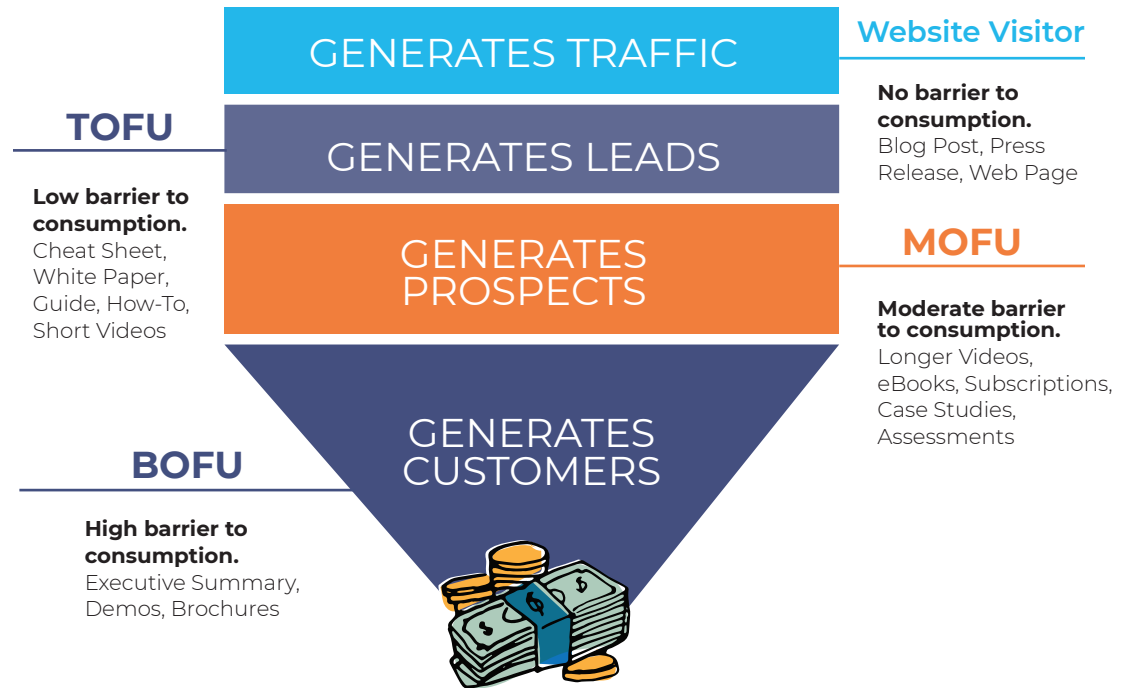 GENERATES TRAFFIC
Website Visitor
No barrier to
consumption.
Blog Post, Press
Release, Web Page
TOFU
GENERATES LEADS
Low barrier to
consumption.
Cheat Sheet,
White Paper,
Guide, How-To,
Short Videos
GENERATES
PROSPECTS
MOFU
Moderate barrier
to consumption.
Longer Videos,
eBooks, Subscriptions,
Case Studies,
Assessments
GENERATES
CUSTOMERS
BOFU
High barrier to
consumption.
Executive Summary,
Demos, Brochures
$
$
$